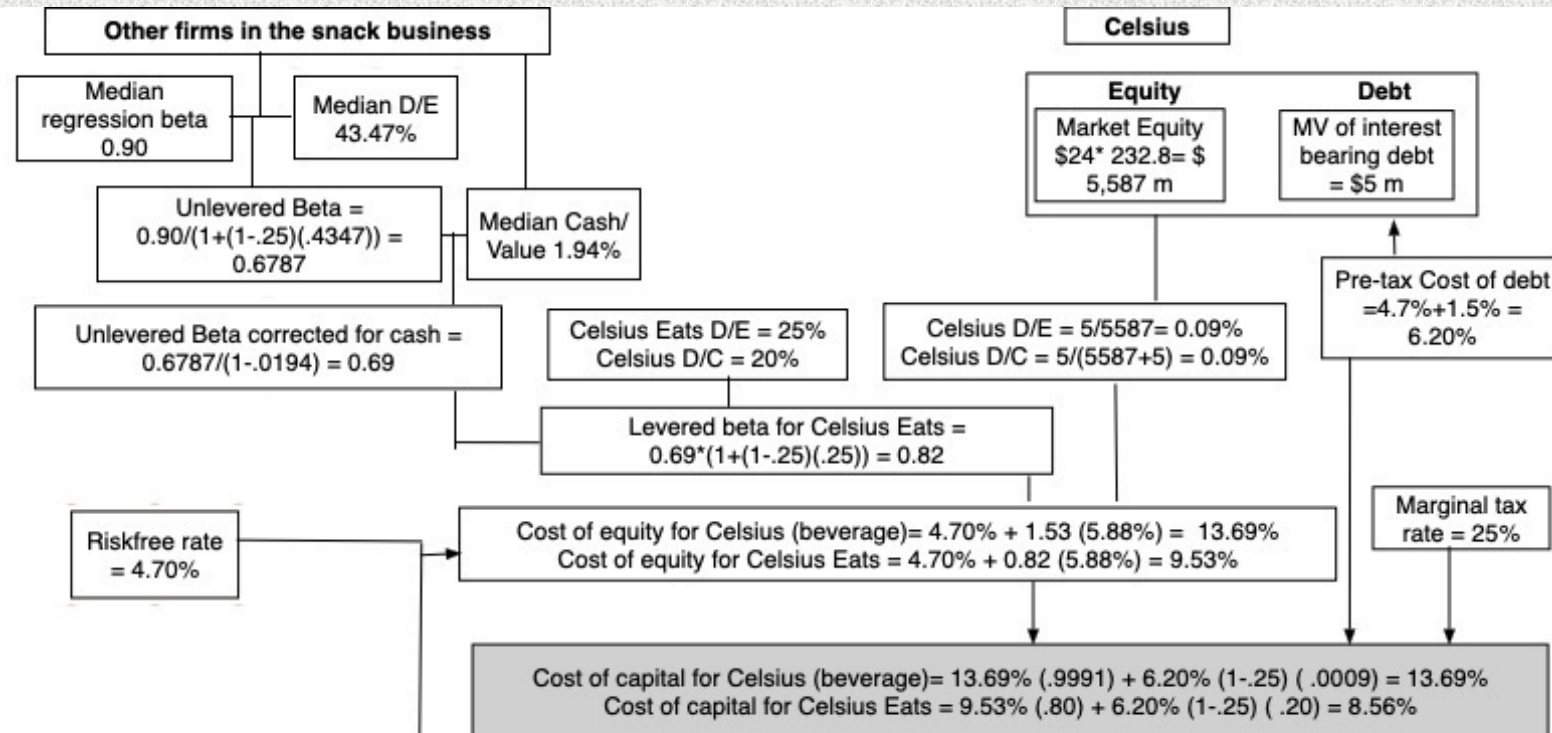 Other firms in the snack business
Celsius
Median
regression beta
0.90
Median D/E
43.47%
Equity
Debt
Market Equity
$24* 232.8= $
5,587 m
MV of interest
bearing debt
= $5 m
Unlevered Beta =
0.90/(1+(1-.25)(.4347)) =
0.6787
Median Cash/
Value 1.94%
Pre-tax Cost of debt
=4.7%+1.5% =
6.20%
Unlevered Beta corrected for cash =
0.6787/(1-.0194) = 0.69
Celsius Eats D/E = 25%
Celsius D/C = 20%
Celsius D/E = 5/5587= 0.09%
Celsius D/C = 5/(5587+5) = 0.09%
Levered beta for Celsius Eats =
0.69*(1+(1-.25)(.25)) = 0.82
Riskfree rate
= 4.70%
Cost of equity for Celsius (beverage)= 4.70% + 1.53 (5.88%) = 13.69%
Cost of equity for Celsius Eats = 4.70% + 0.82 (5.88%) = 9.53%
Marginal tax
rate = 25%
Cost of capital for Celsius (beverage)= 13.69% (.9991) + 6.20% (1-.25) ( .0009) = 13.69%
Cost of capital for Celsius Eats = 9.53% (.80) + 6.20% (1-.25) ( .20) = 8.56%